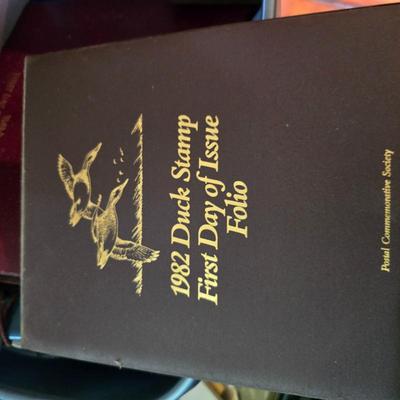 1982 Duck Stamp
First Day of Issue
Folio
Postal Commemorative Society